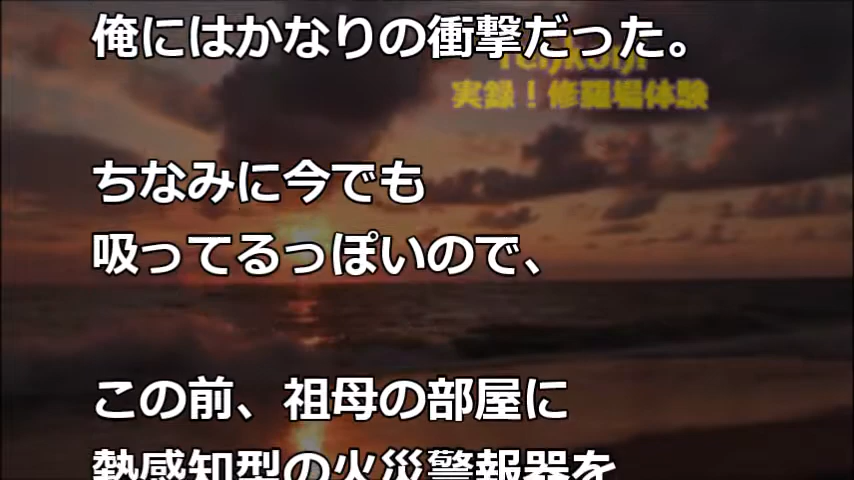 俺にはかなりの衝撃だった。
実録！修羅場体験
ちなみに今でも
吸ってるっぽいので、
この前、祖母の部屋に
熱感知型の火災警報器を